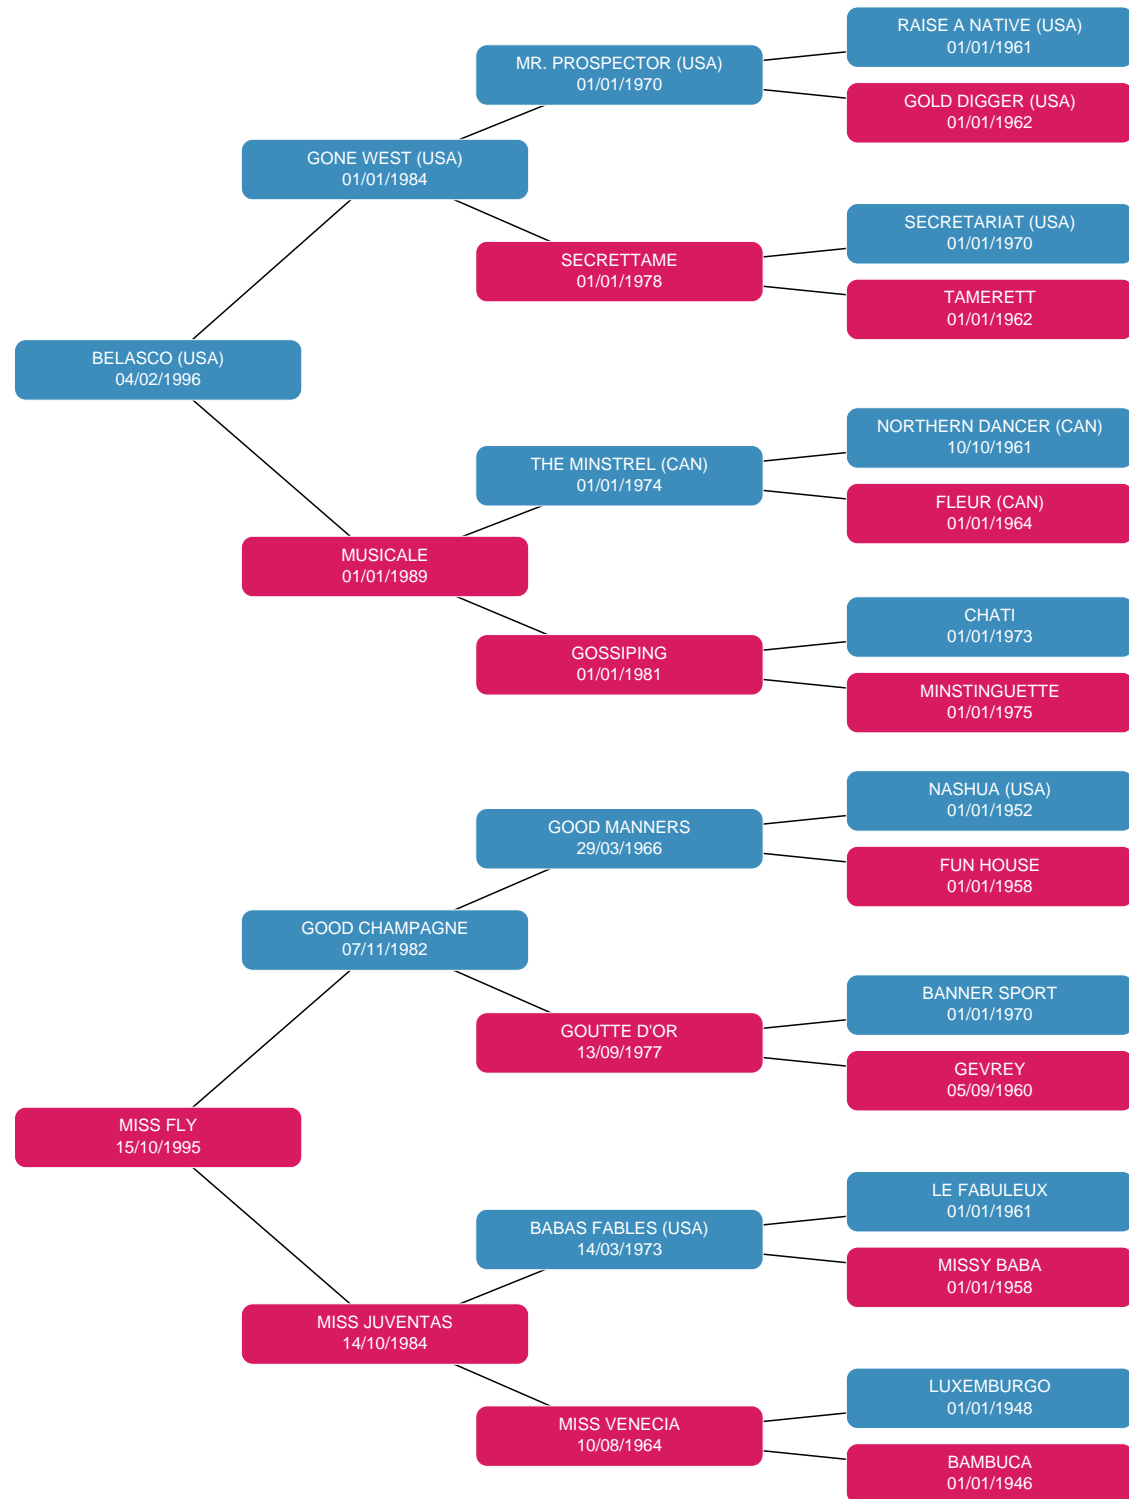 RAISE A NATIVE (USA)
01/01/1961
MR. PROSPECTOR (USA)
01/01/1970
GOLD DIGGER (USA)
01/01/1962
GONE WEST (USA)
01/01/1984
SECRETARIAT (USA)
01/01/1970
SECRETTAME
01/01/1978
TAMERETT
01/01/1962
BELASCO (USA)
04/02/1996
NORTHERN DANCER (CAN)
10/10/1961
THE MINSTREL (CAN)
01/01/1974
FLEUR (CAN)
01/01/1964
MUSICALE
01/01/1989
CHATI
01/01/1973
GOSSIPING
01/01/1981
MINSTINGUETTE
01/01/1975
NASHUA (USA)
01/01/1952
GOOD MANNERS
29/03/1966
FUN HOUSE
01/01/1958
GOOD CHAMPAGNE
07/11/1982
BANNER SPORT
01/01/1970
GOUTTE D'OR
13/09/1977
GEVREY
05/09/1960
MISS FLY
15/10/1995
LE FABULEUX
01/01/1961
BABAS FABLES (USA)
14/03/1973
MISSY BABA
01/01/1958
MISS JUVENTAS
14/10/1984
LUXEMBURGO
01/01/1948
MISS VENECIA
10/08/1964
BAMBUCA
01/01/1946